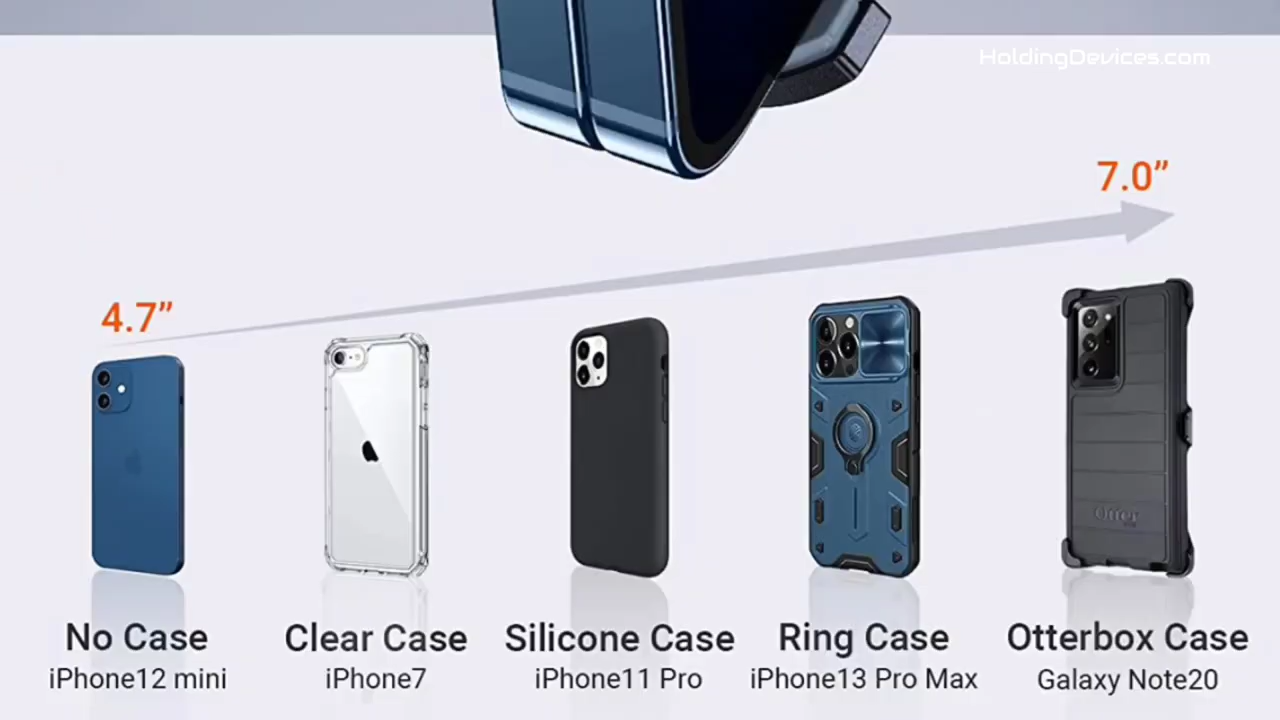 HoldingDevices.com
7.0”
4.7”
Otter
No Case
iPhone12 mini
Clear Case
iPhone7
Silicone Case
iPhone11 Pro
Ring Case
iPhone13 Pro Max
Otterbox Case
Galaxy Note20